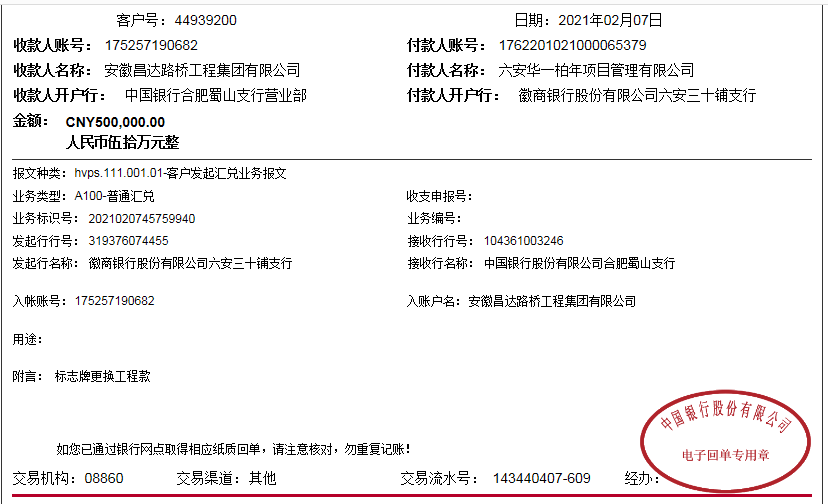 客户号：44939200 日期：2021年02月07日
收款人账号： 175257190682 付款人账号： 1762201021000065379
收款人名称： 安徽昌达路桥工程集团有限公司 付款人名称： 六安华一柏年项目管理有限公司
收款人开户行： 中国银行合肥蜀山支行营业部 付款人开户行： 徽商银行股份有限公司六安三十铺支行
金额： CNY500,000.00
人民币伍拾万元整
报文种类：hvps.111.001.01-客户发起汇兑业务报文
业务类型：A100-普通汇兑 收支申报号：
业务标识号： 2021020745759940 业务编号：
发起行行号： 319376074455 接收行行号： 104361003246
发起行名称： 徽商银行股份有限公司六安三十铺支行 接收行名称： 中国银行股份有限公司合肥蜀山支行
入帐账号：175257190682 入账户名：安徽昌达路桥工程集团有限公司
用途：
附言： 标志牌更换工程款
中国银行股份有限公司
电子回单专用章
如您已通过银行网点取得相应纸质回单，请注意核对，勿重复记账！
交易机构：08860 交易渠道：其他 交易流水号： 143440407-609 经办：